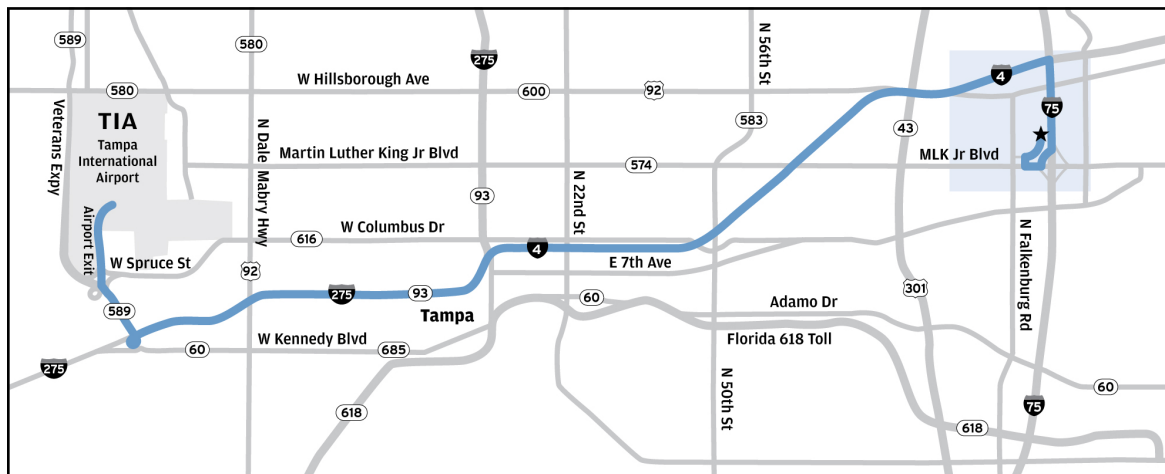 589
580
275
N 56th St
W Hillsborough Ave
4
580
600
92
75
TIA
Tampa
International
Airport
Veterans Expy
N Dale Mabry Hwy
583
43
Martin Luther King Jr Blvd
574
MLK Jr Blvd
93
N 22nd St
Airport Exit
W Columbus Dr
616
4
W Spruce St
E 7th Ave
N Falkenburg Rd
92
275
93
60
301
589
Tampa
Adamo Dr
W Kennedy Blvd
Florida 618 Toll
60
685
275
N 50th St
60
75
618
618